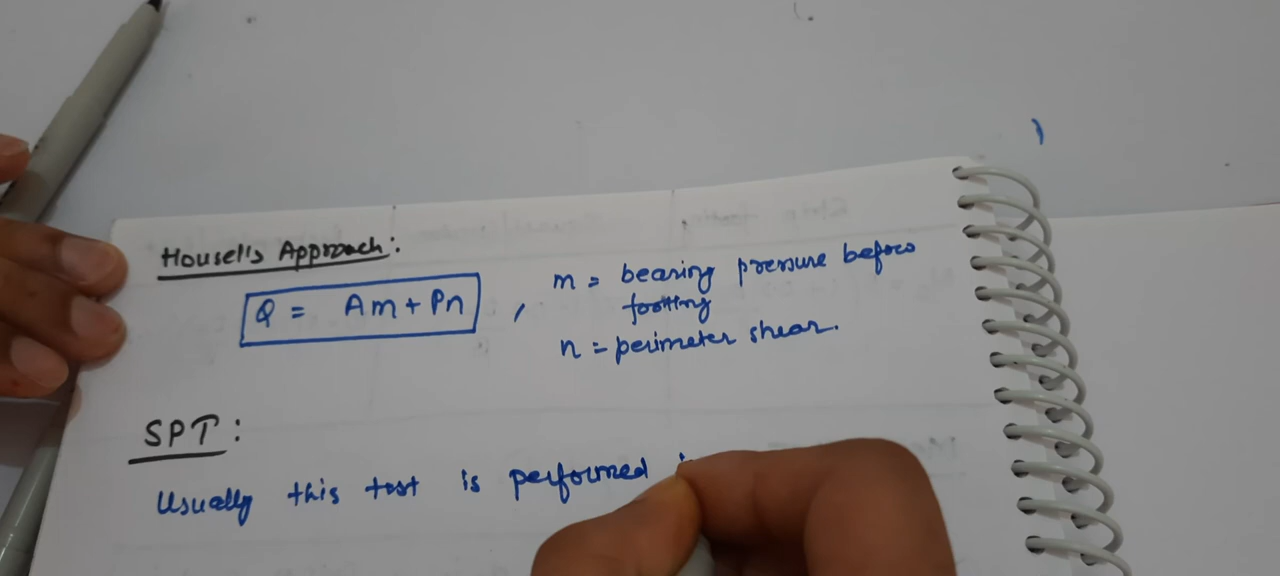 Housel's Approach:
Q = Am + Pn , m = bearing pressure before
footing
n = perimeter shear.
SPT:
Usually this test is performed